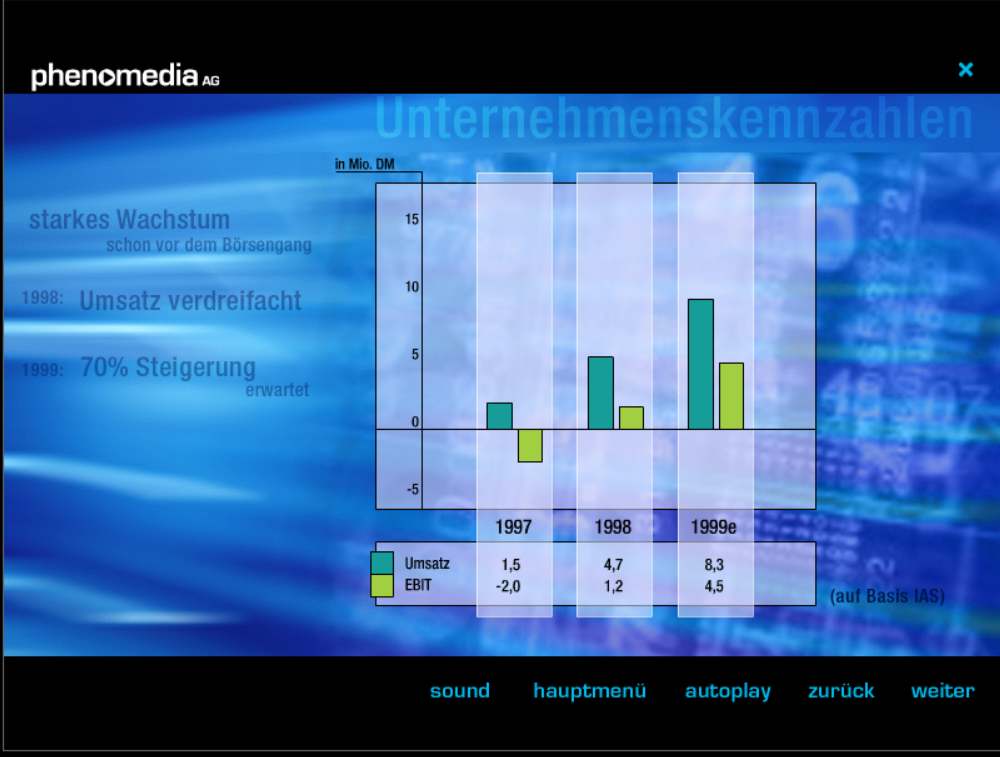 phenomedia AG
×
Unternehmenskennzahlen
in Mio. DM
starkes Wachstum
schon vor dem Börsengang
1998: Umsatz verdreifacht
1999: 70% Steigerung
erwartet
15
10
5
0
-5
1997 1998 1999e
Umsatz 1,5 4,7 8,3
EBIT -2,0 1,2 4,5
(auf Basis IAS)
sound hauptmenü autoplay zurück weiter